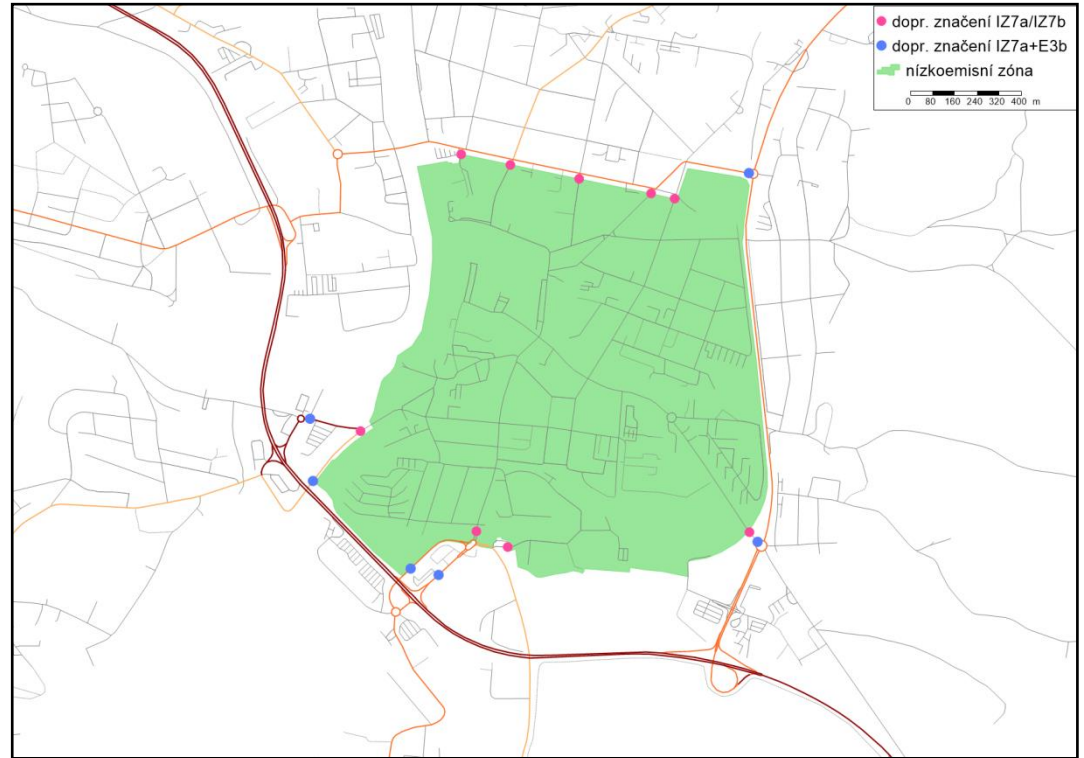 dopr. značení IZ7a/IZ7b
dopr. značení IZ7a+E3b
nízkoemisní zóna
0 80 160 240 320 400 m